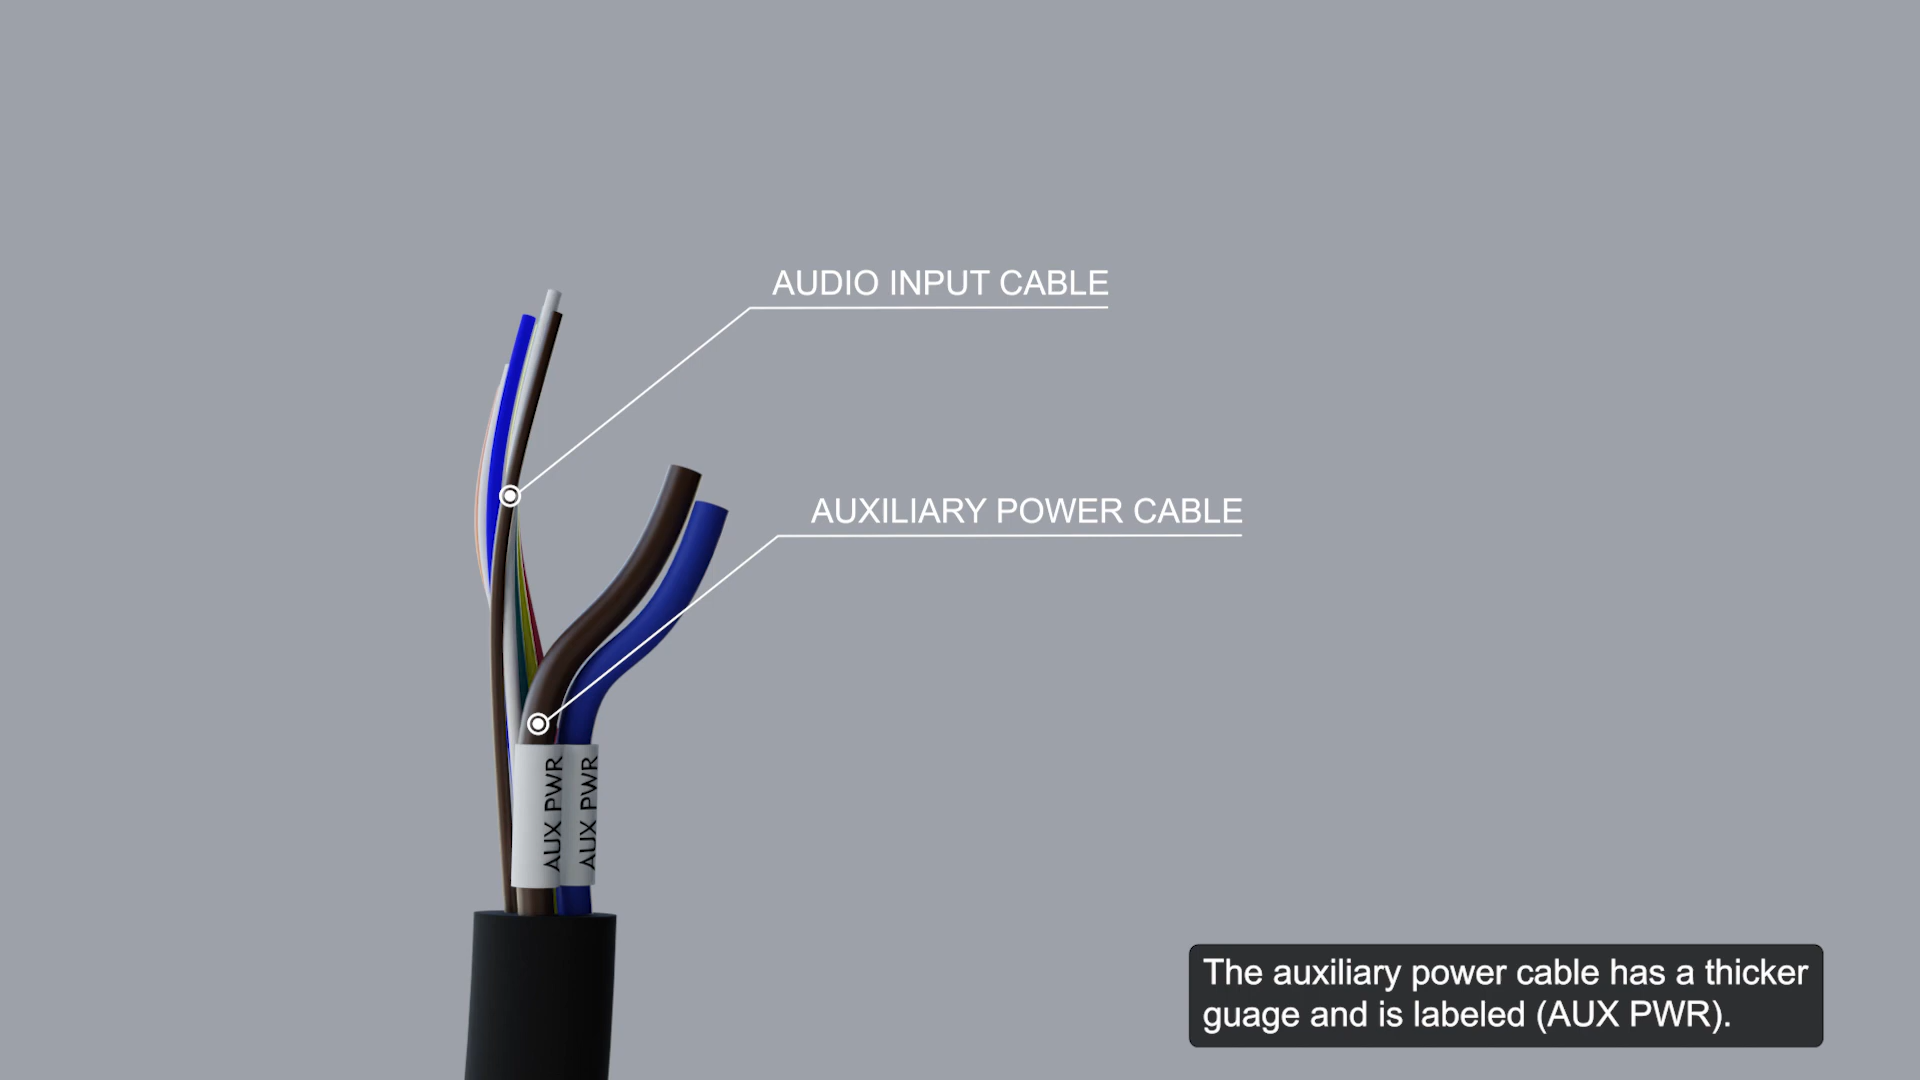 AUDIO INPUT CABLE
AUXILIARY POWER CABLE
AUX PWR
AUX PWR
The auxiliary power cable has a thicker
guage and is labeled (AUX PWR).